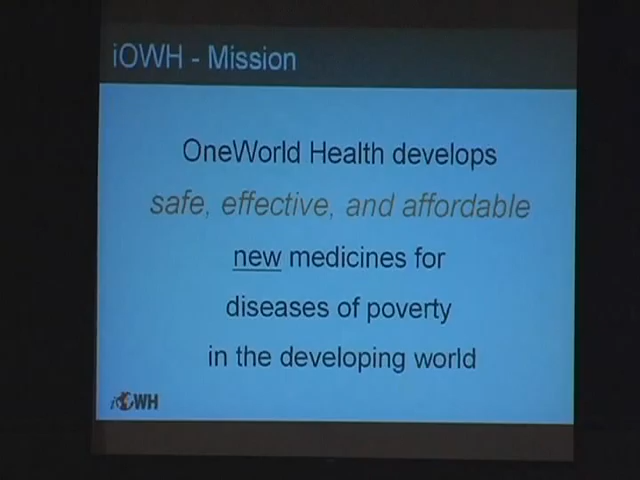 iOWH - Mission
OneWorld Health develops
safe, effective, and affordable
new medicines for
diseases of poverty
in the developing world
iOWH